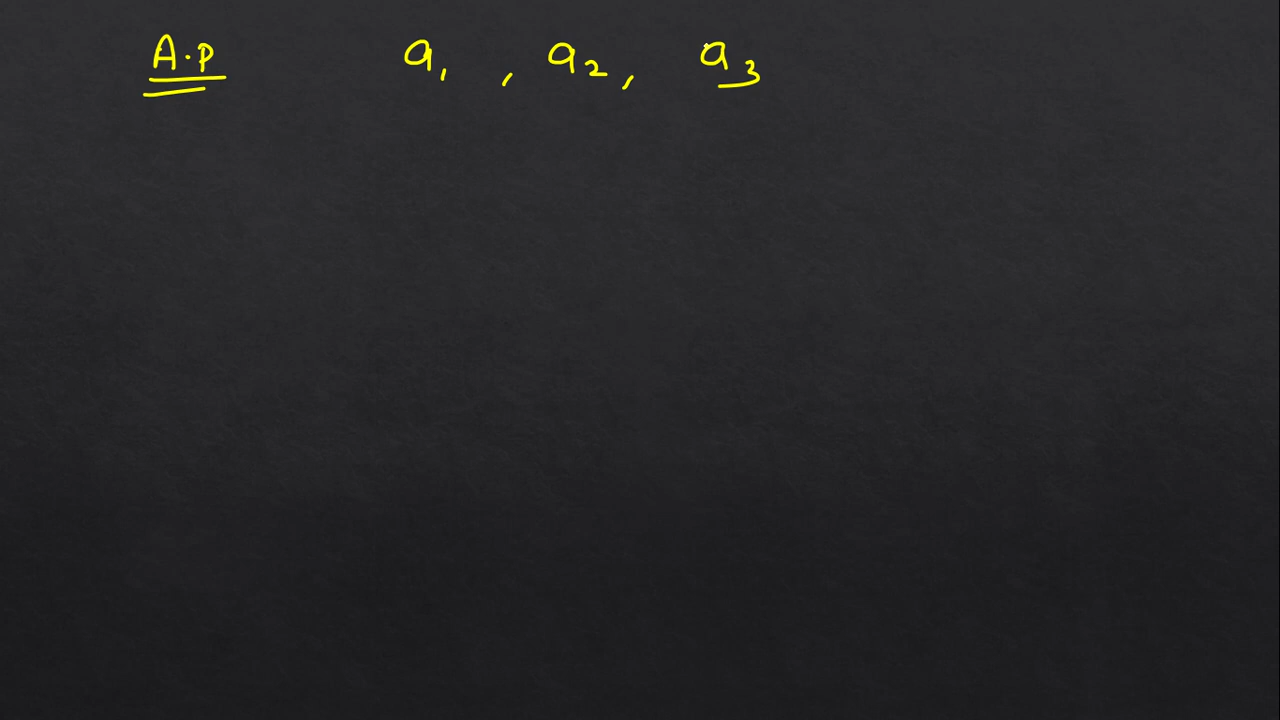 A.P a₁ , a₂, a₃